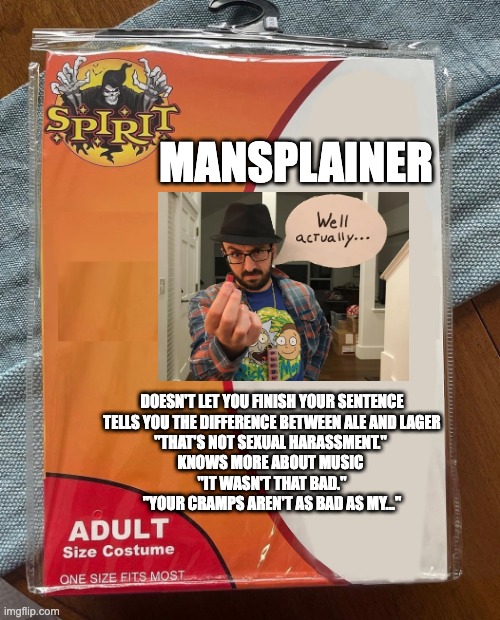 SPIRIT
MANSPLAINER
Well
actually...
Rick Mor
DOESN'T LET YOU FINISH YOUR SENTENCE
TELLS YOU THE DIFFERENCE BETWEEN ALE AND LAGER
"THAT'S NOT SEXUAL HARASSMENT."
KNOWS MORE ABOUT MUSIC
"IT WASN'T THAT BAD."
"YOUR CRAMPS AREN'T AS BAD AS MY..."
ADULT
Size Costume
ONE SIZE FITS MOST
imgflip.com